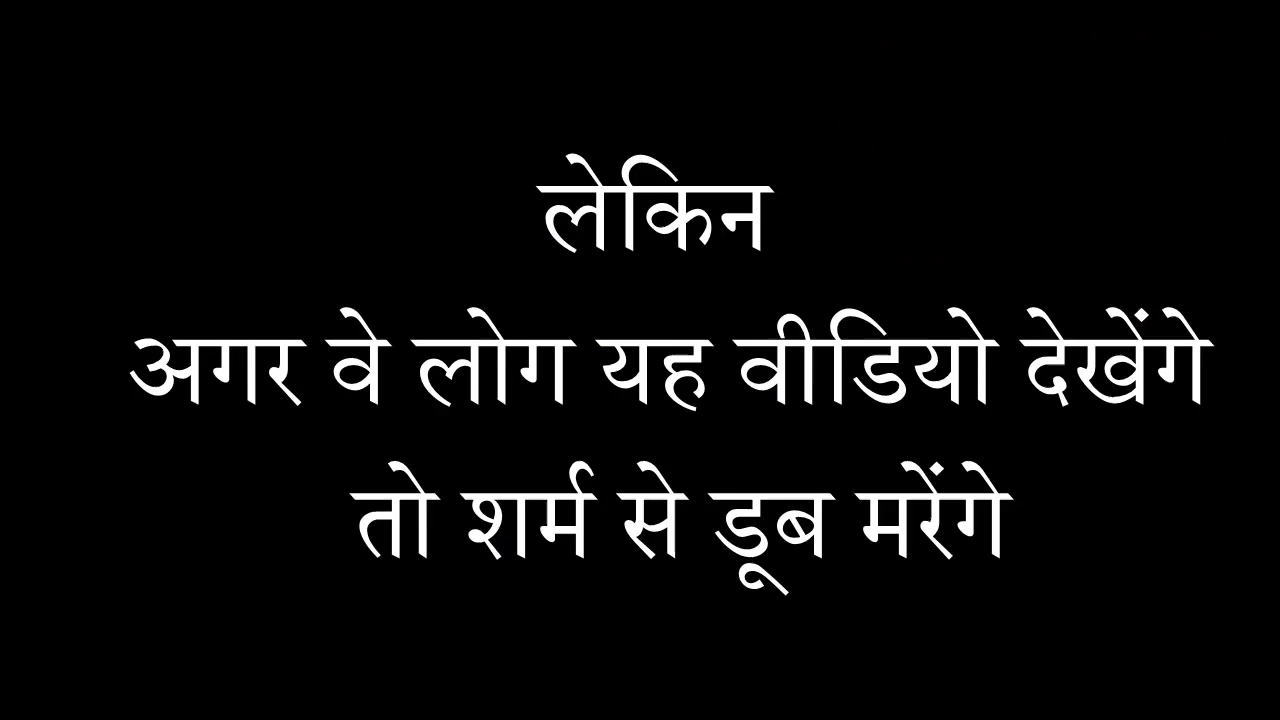 लेकिन
अगर वे लोग यह वीडियो देखेंगे
तो शर्म से डूब मरेंगे